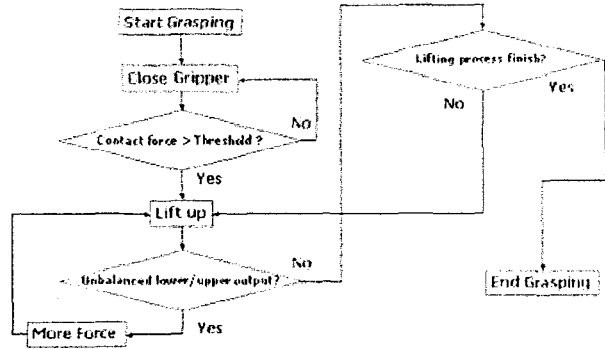 Start Grasping
Close Gripper
No
Contact force > Threshold ?
Yes
Lift up
Unbalanced lower/upper output?
No
Yes
More Force
Lifting process finish?
No
Yes
End Grasping